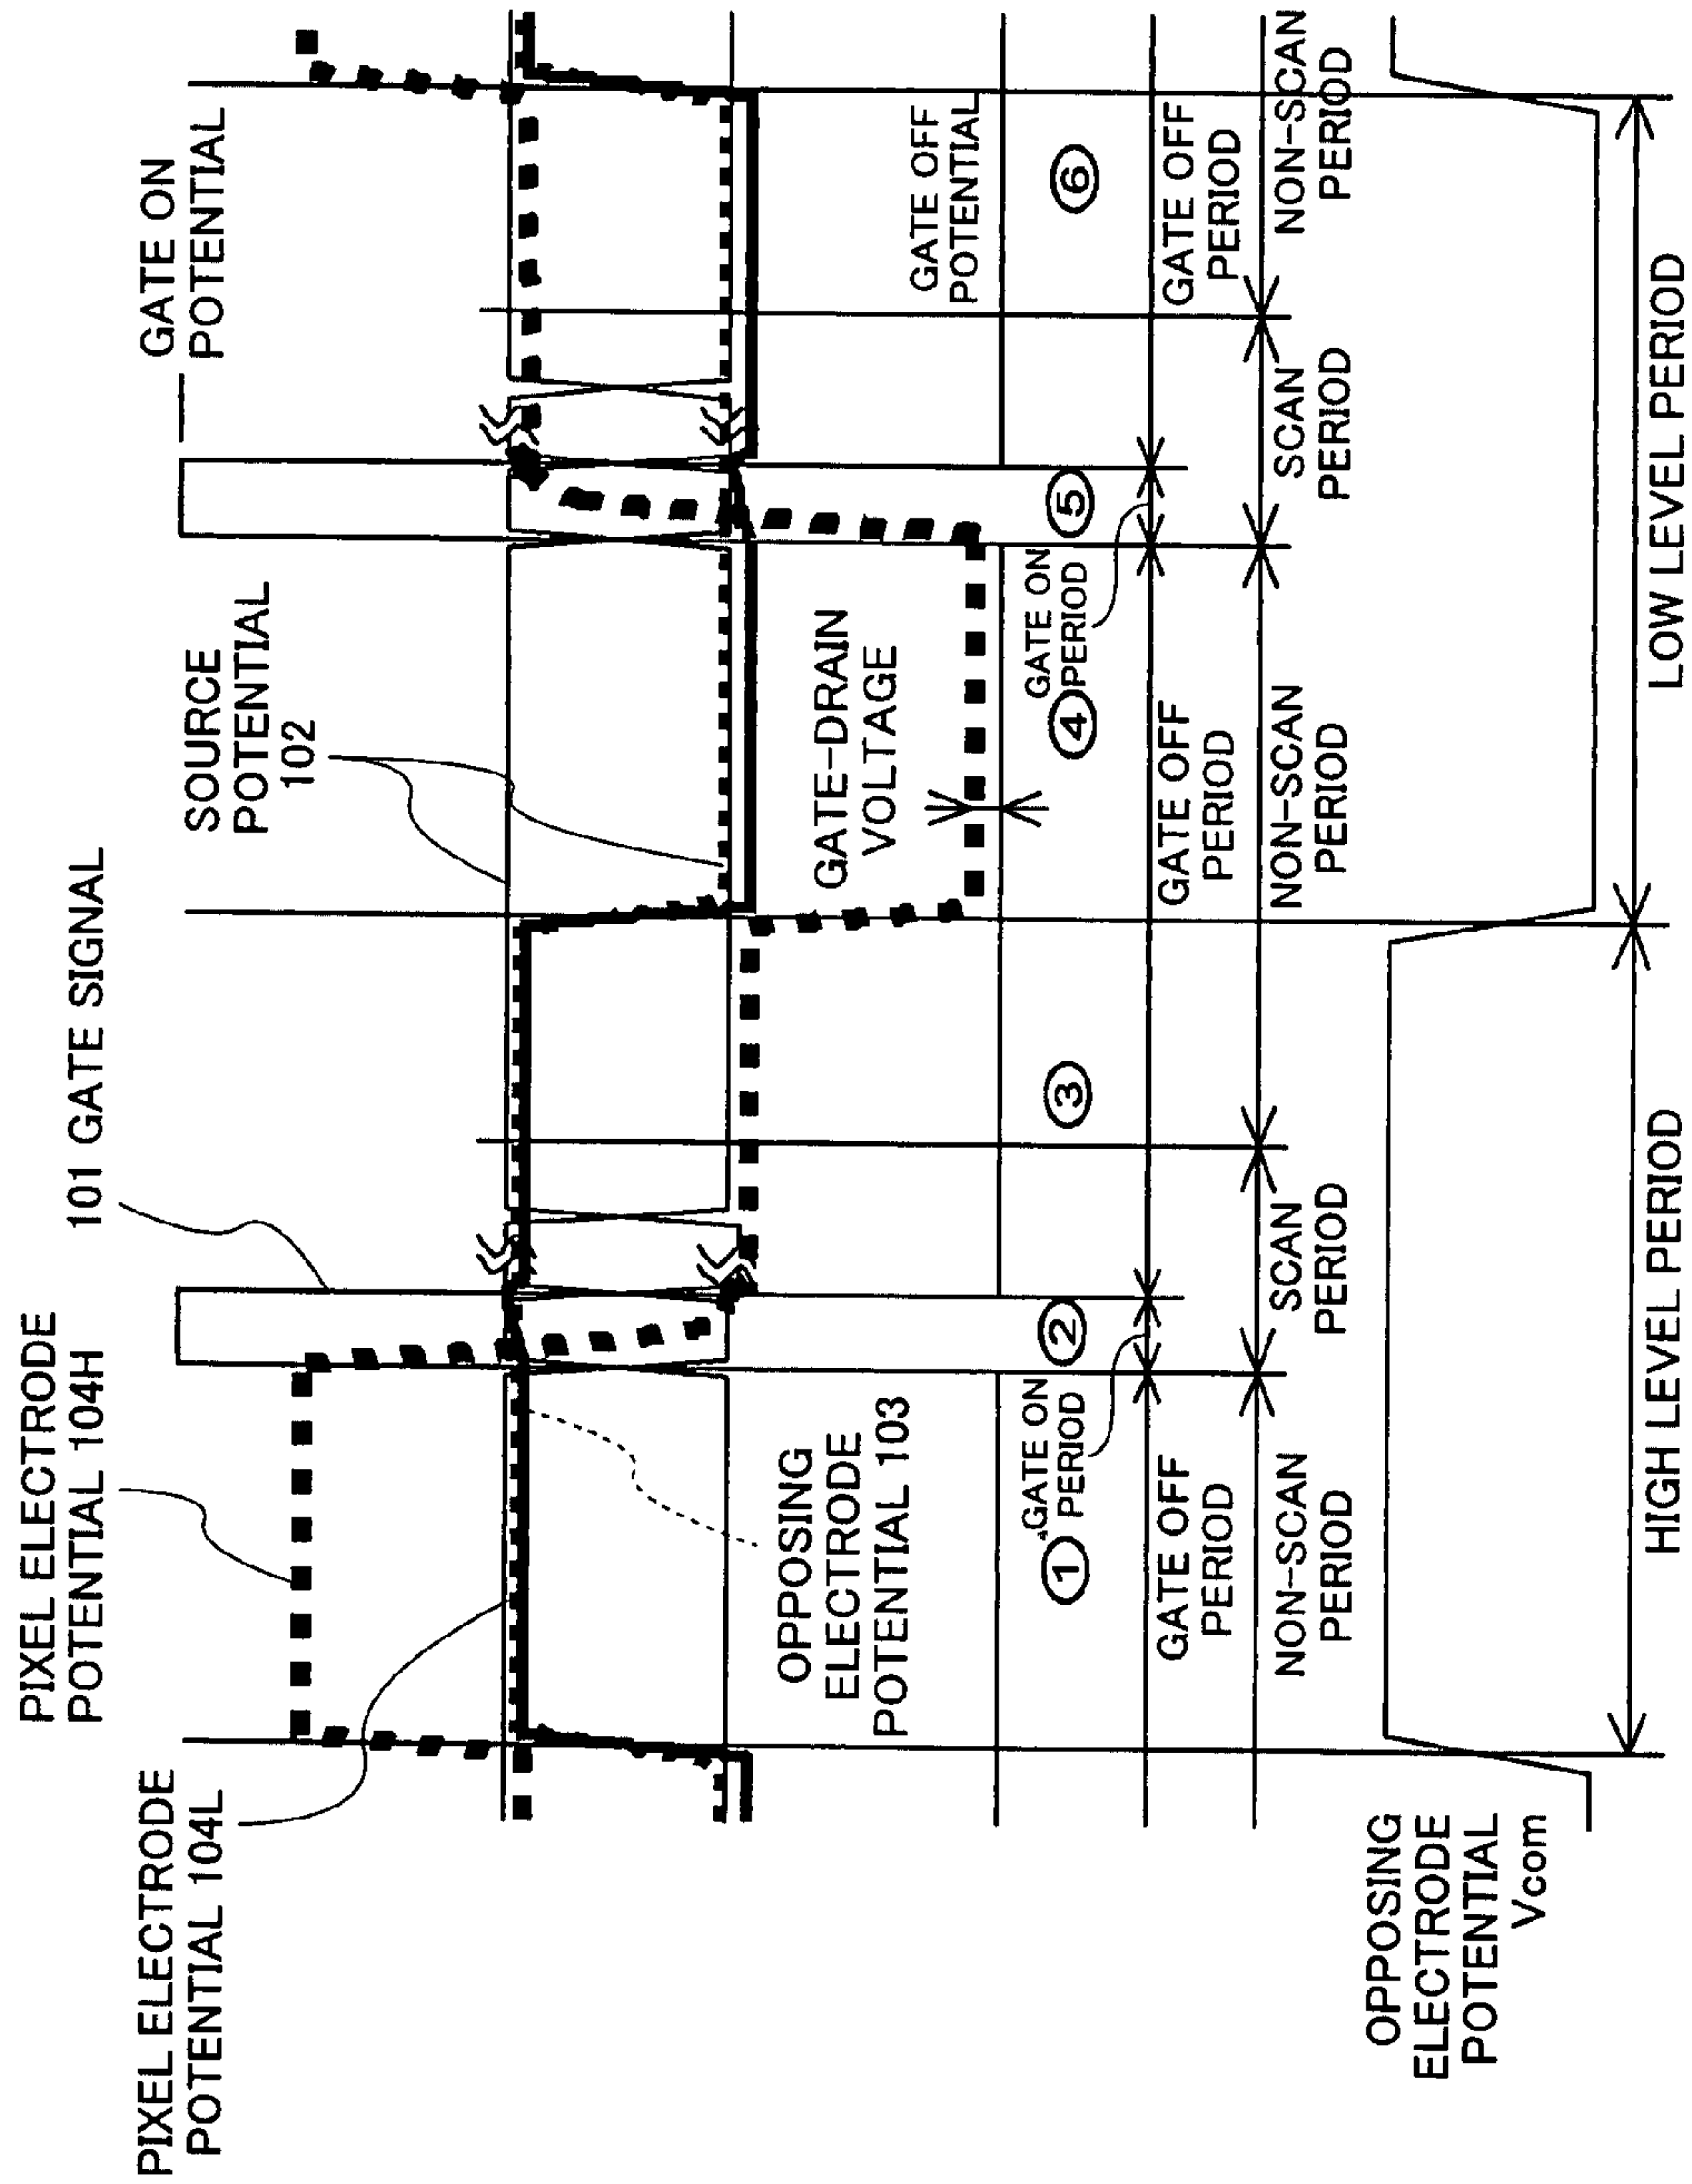 PIXEL ELECTRODE
POTENTIAL 104L
PIXEL ELECTRODE
POTENTIAL 104H
101 GATE SIGNAL
SOURCE
POTENTIAL
102
GATE ON
POTENTIAL
OPPOSING
ELECTRODE
POTENTIAL 103
GATE-DRAIN
VOLTAGE
GATE OFF
POTENTIAL
①
GATE ON
PERIOD
②
③
④
GATE ON
PERIOD
⑤
⑥
GATE OFF
PERIOD
GATE OFF
PERIOD
GATE OFF
PERIOD
NON-SCAN
PERIOD
SCAN
PERIOD
NON-SCAN
PERIOD
SCAN
PERIOD
NON-SCAN
PERIOD
OPPOSING
ELECTRODE
POTENTIAL
Vcom
HIGH LEVEL PERIOD
LOW LEVEL PERIOD